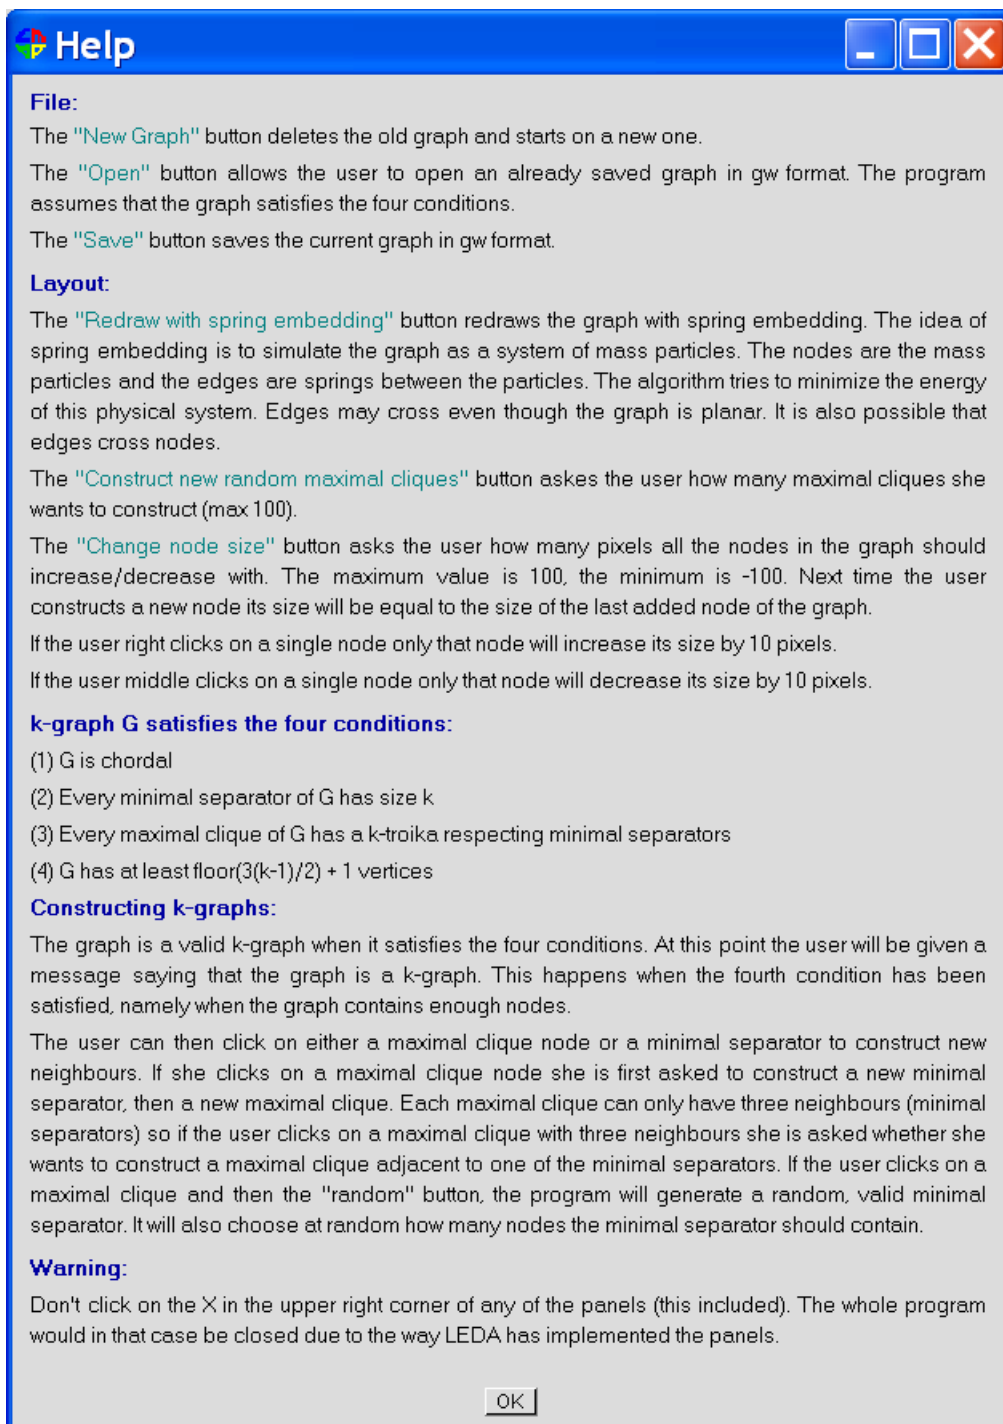 Help
File:
The "New Graph" button deletes the old graph and starts on a new one.
The "Open" button allows the user to open an already saved graph in gw format. The program
assumes that the graph satisfies the four conditions.
The "Save" button saves the current graph in gw format.
Layout:
The "Redraw with spring embedding" button redraws the graph with spring embedding. The idea of
spring embedding is to simulate the graph as a system of mass particles. The nodes are the mass
particles and the edges are springs between the particles. The algorithm tries to minimize the energy
of this physical system. Edges may cross even though the graph is planar. It is also possible that
edges cross nodes.
The "Construct new random maximal cliques" button askes the user how many maximal cliques she
wants to construct (max 100).
The "Change node size" button asks the user how many pixels all the nodes in the graph should
increase/decrease with. The maximum value is 100, the minimum is -100. Next time the user
constructs a new node its size will be equal to the size of the last added node of the graph.
If the user right clicks on a single node only that node will increase its size by 10 pixels.
If the user middle clicks on a single node only that node will decrease its size by 10 pixels.
k-graph G satisfies the four conditions:
(1) G is chordal
(2) Every minimal separator of G has size k
(3) Every maximal clique of G has a k-troika respecting minimal separators
(4) G has at least floor(3(k-1)/2) + 1 vertices
Constructing k-graphs:
The graph is a valid k-graph when it satisfies the four conditions. At this point the user will be given a
message saying that the graph is a k-graph. This happens when the fourth condition has been
satisfied, namely when the graph contains enough nodes.
The user can then click on either a maximal clique node or a minimal separator to construct new
neighbours. If she clicks on a maximal clique node she is first asked to construct a new minimal
separator, then a new maximal clique. Each maximal clique can only have three neighbours (minimal
separators) so if the user clicks on a maximal clique with three neighbours she is asked whether she
wants to construct a maximal clique adjacent to one of the minimal separators. If the user clicks on a
maximal clique and then the "random" button, the program will generate a random, valid minimal
separator. It will also choose at random how many nodes the minimal separator should contain.
Warning:
Don't click on the X in the upper right corner of any of the panels (this included). The whole program
would in that case be closed due to the way LEDA has implemented the panels.
OK